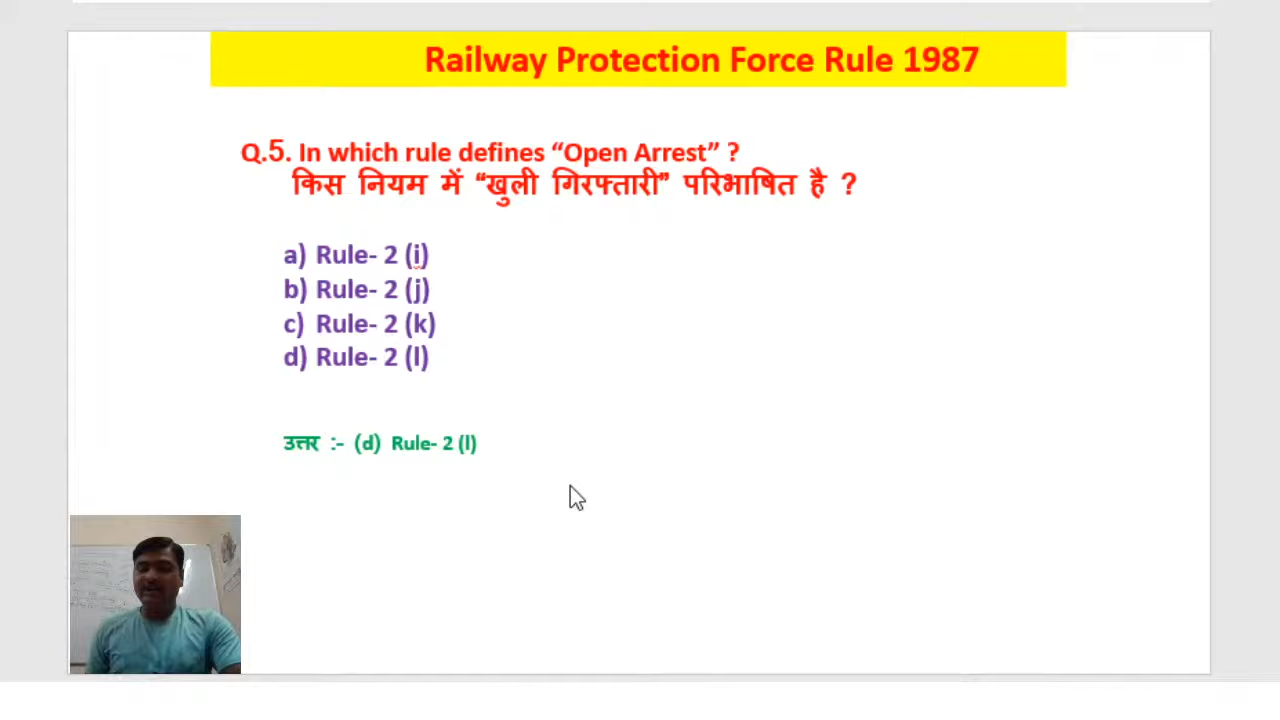 Railway Protection Force Rule 1987
Q.5. In which rule defines “Open Arrest” ?
किस नियम में “खुली गिरफ्तारी” परिभाषित है ?
a) Rule- 2 (i)
b) Rule- 2 (j)
c) Rule- 2 (k)
d) Rule- 2 (l)
उत्तर :- (d) Rule- 2 (l)